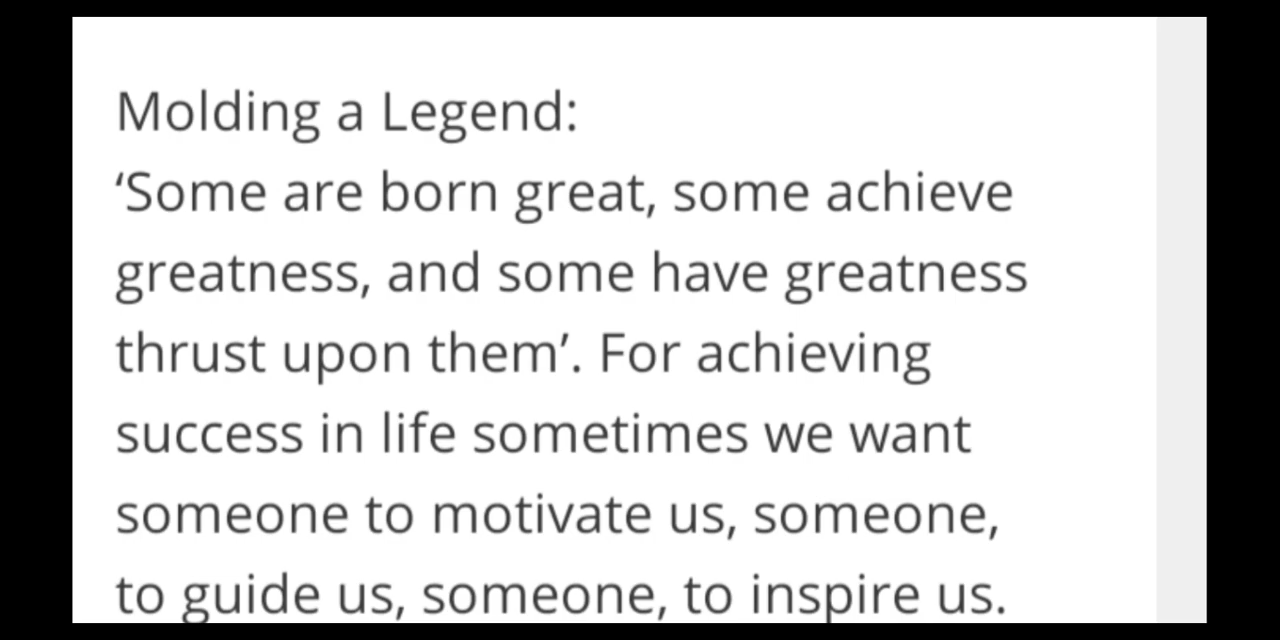 Molding a Legend:
‘Some are born great, some achieve
greatness, and some have greatness
thrust upon them’. For achieving
success in life sometimes we want
someone to motivate us, someone,
to guide us, someone, to inspire us.